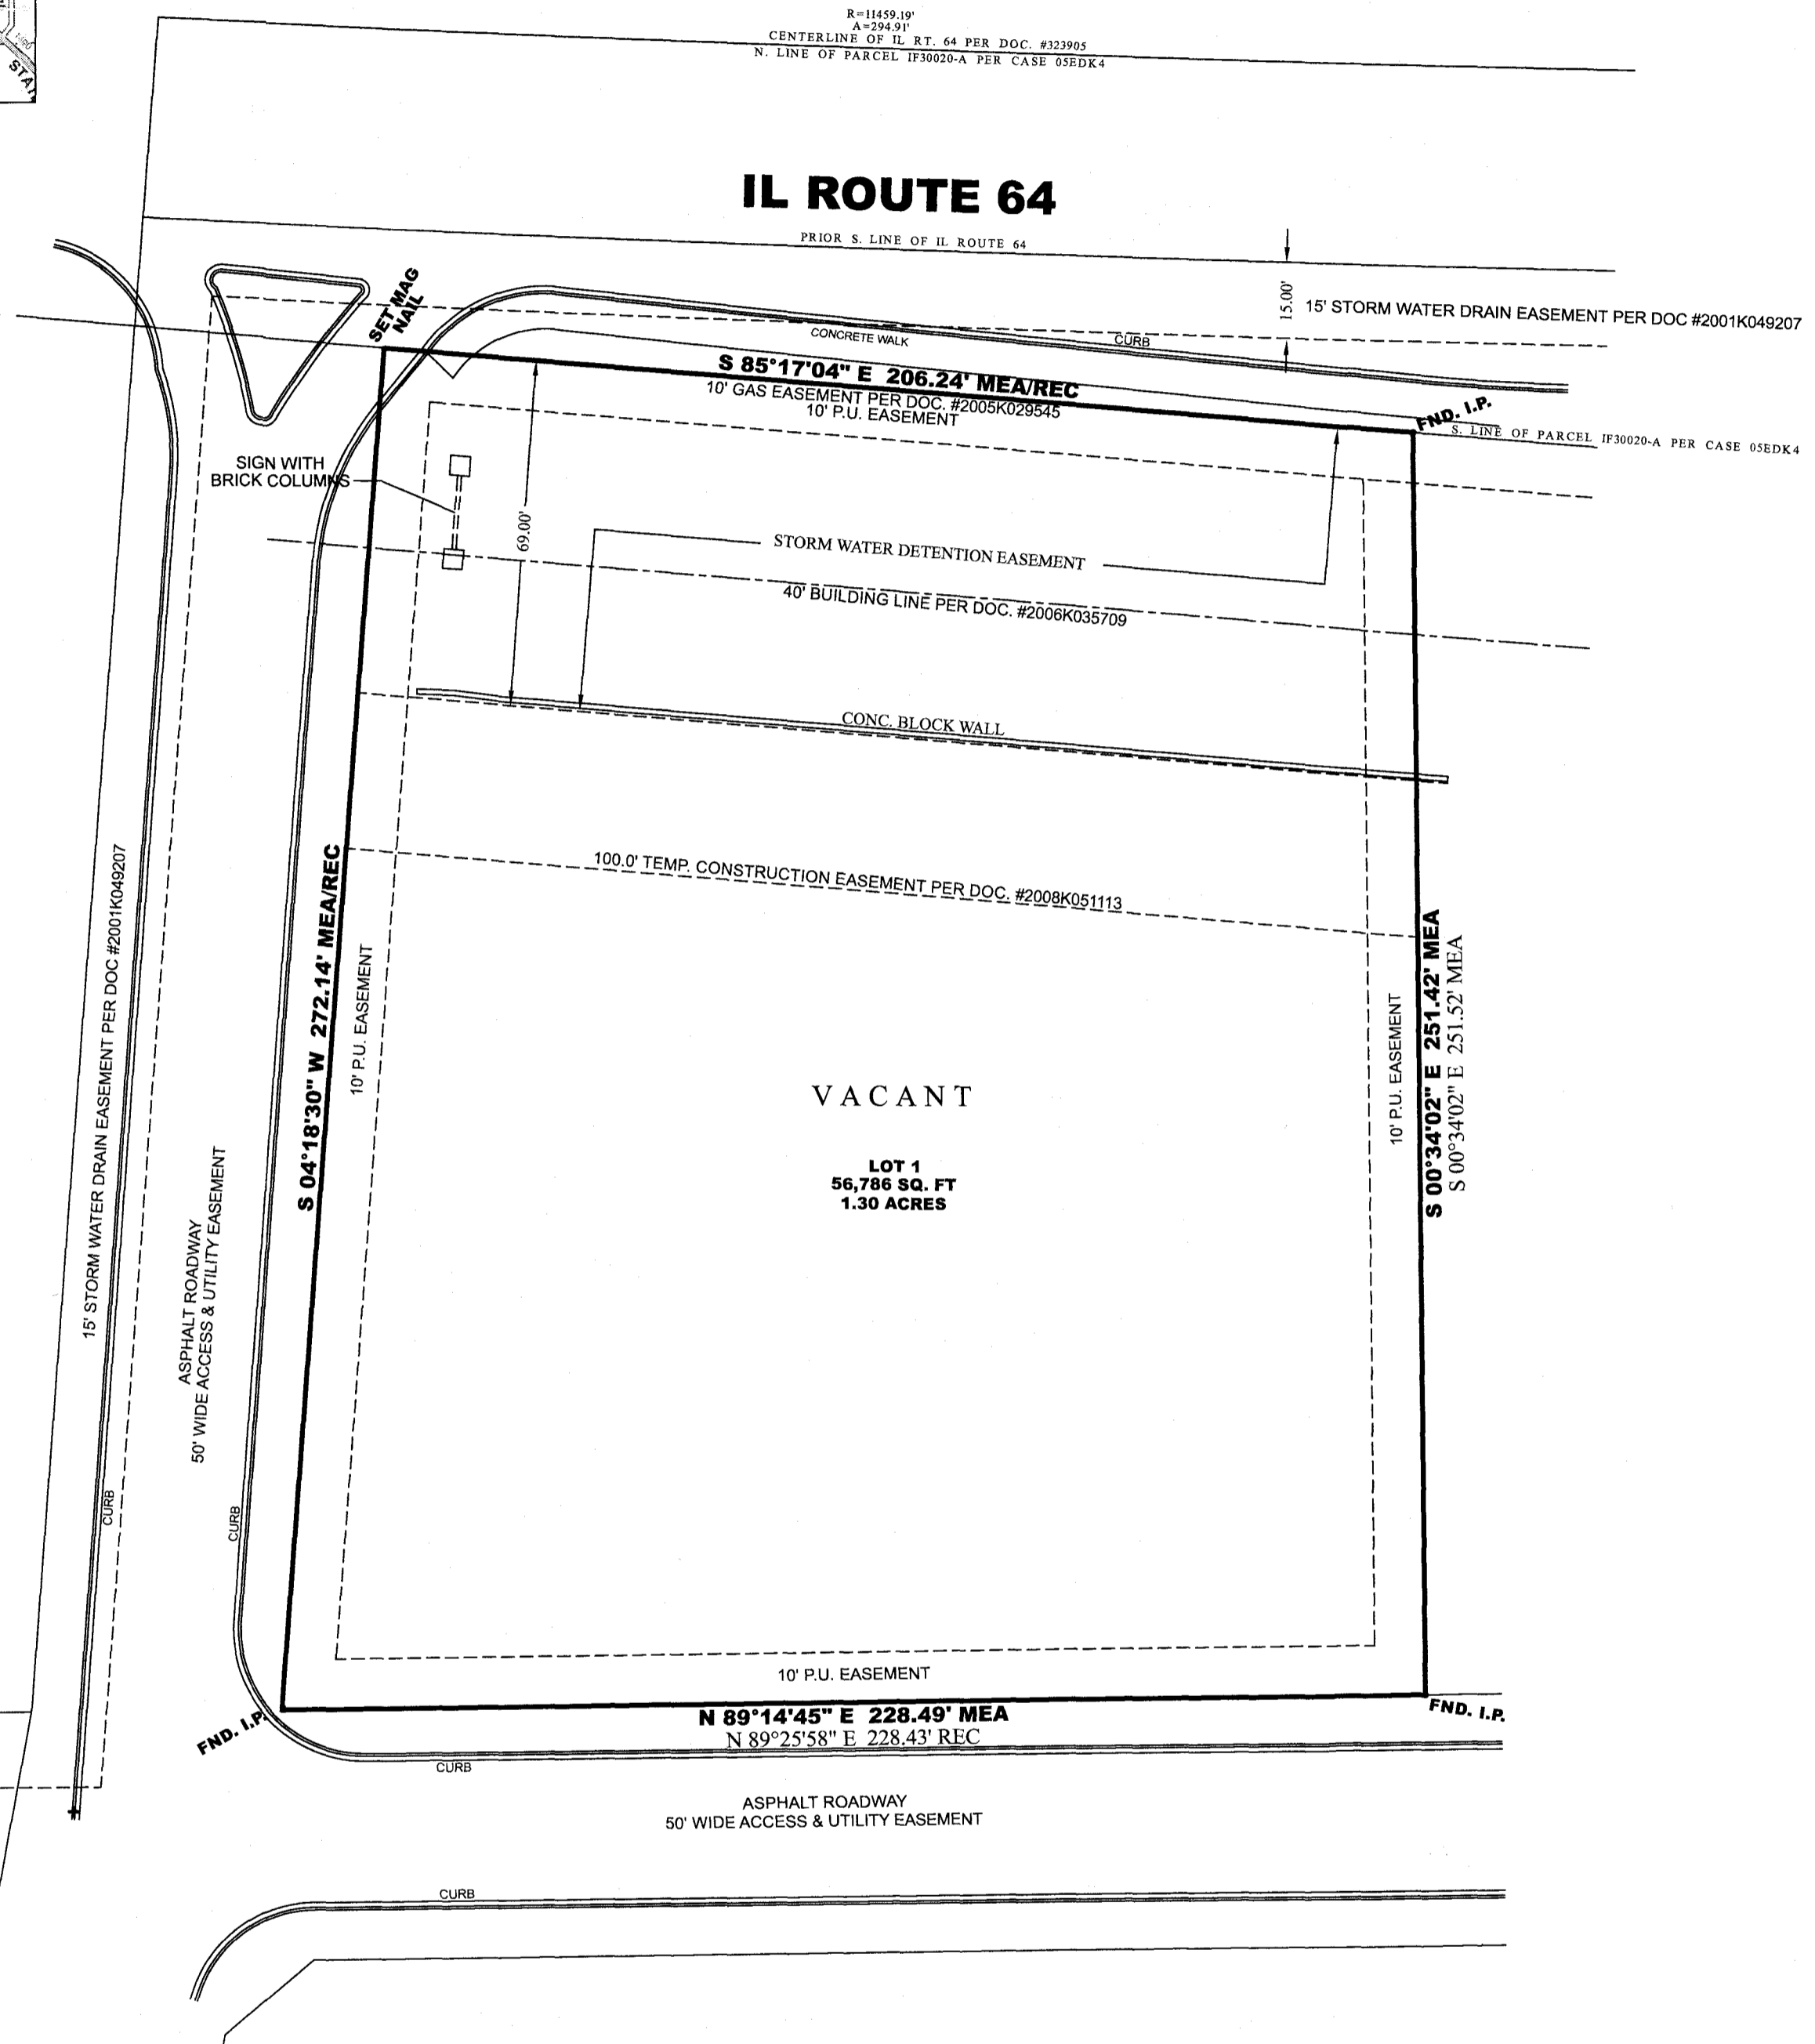 STA
R=11459.19'
A=294.91'
CENTERLINE OF IL RT. 64 PER DOC. #323905
N. LINE OF PARCEL IF30020-A PER CASE 05EDK4
IL ROUTE 64
PRIOR S. LINE OF IL ROUTE 64
15.00'
15' STORM WATER DRAIN EASEMENT PER DOC #2001K049207
SET MAG
NAIL
CONCRETE WALK
CURB
S 85°17'04" E 206.24' MEA/REC
10' GAS EASEMENT PER DOC. #2005K029545
10' P.U. EASEMENT
FND. I.P.
S. LINE OF PARCEL IF30020-A PER CASE 05EDK4
SIGN WITH
BRICK COLUMNS
69.00'
STORM WATER DETENTION EASEMENT
40' BUILDING LINE PER DOC. #2006K035709
CONC. BLOCK WALL
100.0' TEMP. CONSTRUCTION EASEMENT PER DOC. #2008K051113
15' STORM WATER DRAIN EASEMENT PER DOC #2001K049207
S 04°18'30" W 272.14' MEA/REC
10' P.U. EASEMENT
10' P.U. EASEMENT
S 00°34'02" E 251.42' MEA
S 00°34'02" E 251.52' MEA
VACANT
LOT 1
56,786 SQ. FT
1.30 ACRES
ASPHALT ROADWAY
50' WIDE ACCESS & UTILITY EASEMENT
CURB
CURB
10' P.U. EASEMENT
FND. I.P.
N 89°14'45" E 228.49' MEA
N 89°25'58" E 228.43' REC
FND. I.P.
CURB
ASPHALT ROADWAY
50' WIDE ACCESS & UTILITY EASEMENT
CURB